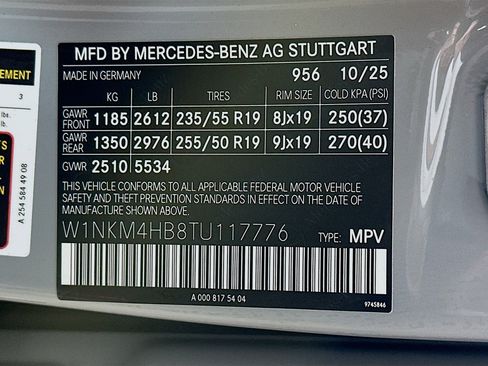 MFD BY MERCEDES-BENZ AG STUTTGART
MADE IN GERMANY 956 10/25
KG LB TIRES RIM SIZE COLD KPA (PSI)
GAWR FRONT 1185 2612 235/55 R19 8Jx19 250(37)
GAWR REAR 1350 2976 255/50 R19 9Jx19 270(40)
GVWR 2510 5534
THIS VEHICLE CONFORMS TO ALL APPLICABLE FEDERAL MOTOR VEHICLE
SAFETY AND THEFT PREVENTION STANDARDS IN EFFECT ON THE DATE OF
MANUFACTURE SHOWN ABOVE.
W1NKM4HB8TU117776 TYPE: MPV
A 000 817 54 04
9745846
EMENT
3
lbs.
lb.
TS
A 254 584 49 08